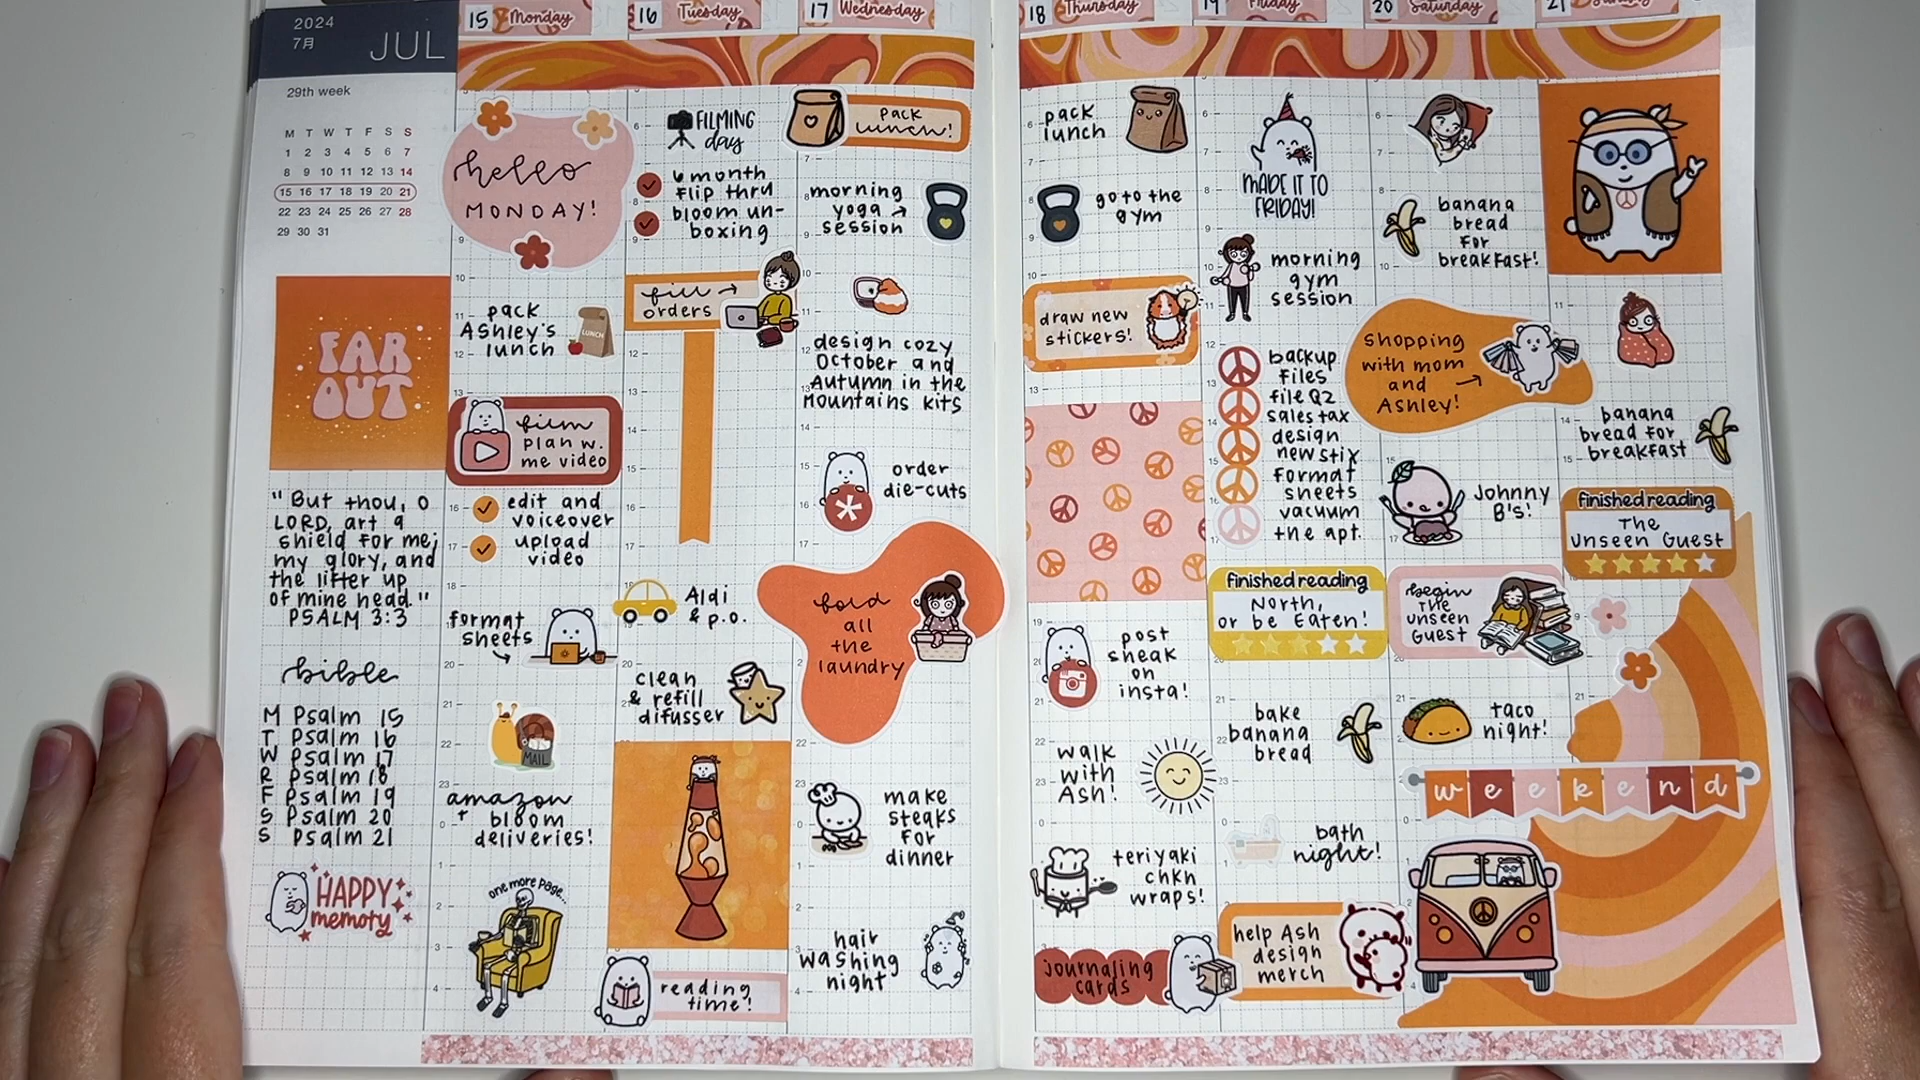 2024
7月
JUL
29th week
M T W T F S S
1 2 3 4 5 6 7
8 9 10 11 12 13 14
15 16 17 18 19 20 21
22 23 24 25 26 27 28
29 30 31
FAR
OUT
"But thou, O
LORD, art a
shield for me;
my glory, and
the lifter up
of mine head."
PSALM 3:3
bible
M Psalm 15
T Psalm 16
W Psalm 17
R Psalm 18
F Psalm 19
S Psalm 20
S Psalm 21
HAPPY
memory
15 Monday
hello
MONDAY!
pack
Ashley's
lunch
LUNCH
film
plan w.
me video
edit and
voiceover
upload
video
format
sheets
MAIL
amazon
+ bloom
deliveries!
one more page...
16 Tuesday
FILMING
day
6 month
flip thru
bloom un-
boxing
fill →
orders
Aldi
& p.o.
clean
& refill
difusser
reading
time!
17 Wednesday
pack
lunch!
morning
yoga →
session
design cozy
October and
Autumn in the
Mountains kits
order
die-cuts
fold
all
the
laundry
make
steaks
for
dinner
hair
washing
night
18 Thursday
pack
lunch
go to the
gym
draw new
stickers!
post
sneak
on
insta!
walk
with
Ash!
teriyaki
chkn
wraps!
journaling
cards
19 Friday
MADE IT TO
FRIDAY!
morning
gym
session
backup
files
file Q2
sales tax
design
new stix
format
sheets
vacuum
the apt.
finished reading
North,
or be Eaten!
bake
banana
bread
bath
night!
help Ash
design
merch
20 Saturday
banana
bread
for
breakfast!
Shopping
with mom
and →
Ashley!
Johnny
B's!
begin
The
Unseen
Guest
taco
night!
weekend
21 Sunday
banana
bread for
breakfast
finished reading
The
Unseen Guest